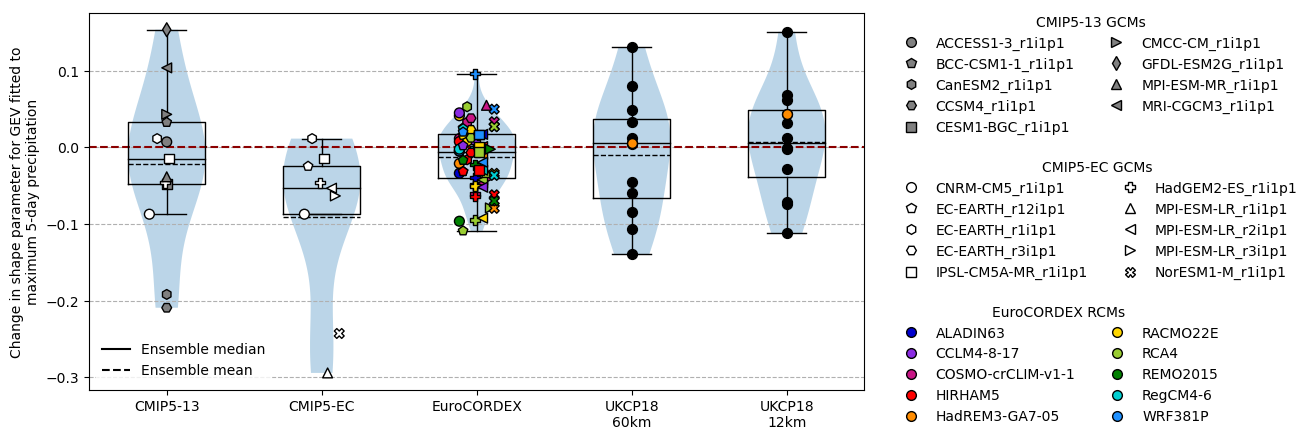 Change in shape parameter for GEV fitted to
maximum 5-day precipitation
0.1
0.0
−0.1
−0.2
−0.3
Ensemble median
Ensemble mean
CMIP5-13
CMIP5-EC
EuroCORDEX
UKCP18
60km
UKCP18
12km
CMIP5-13 GCMs
ACCESS1-3_r1i1p1
BCC-CSM1-1_r1i1p1
CanESM2_r1i1p1
CCSM4_r1i1p1
CESM1-BGC_r1i1p1
CMCC-CM_r1i1p1
GFDL-ESM2G_r1i1p1
MPI-ESM-MR_r1i1p1
MRI-CGCM3_r1i1p1
CMIP5-EC GCMs
CNRM-CM5_r1i1p1
EC-EARTH_r12i1p1
EC-EARTH_r1i1p1
EC-EARTH_r3i1p1
IPSL-CM5A-MR_r1i1p1
HadGEM2-ES_r1i1p1
MPI-ESM-LR_r1i1p1
MPI-ESM-LR_r2i1p1
MPI-ESM-LR_r3i1p1
NorESM1-M_r1i1p1
EuroCORDEX RCMs
ALADIN63
CCLM4-8-17
COSMO-crCLIM-v1-1
HIRHAM5
HadREM3-GA7-05
RACMO22E
RCA4
REMO2015
RegCM4-6
WRF381P